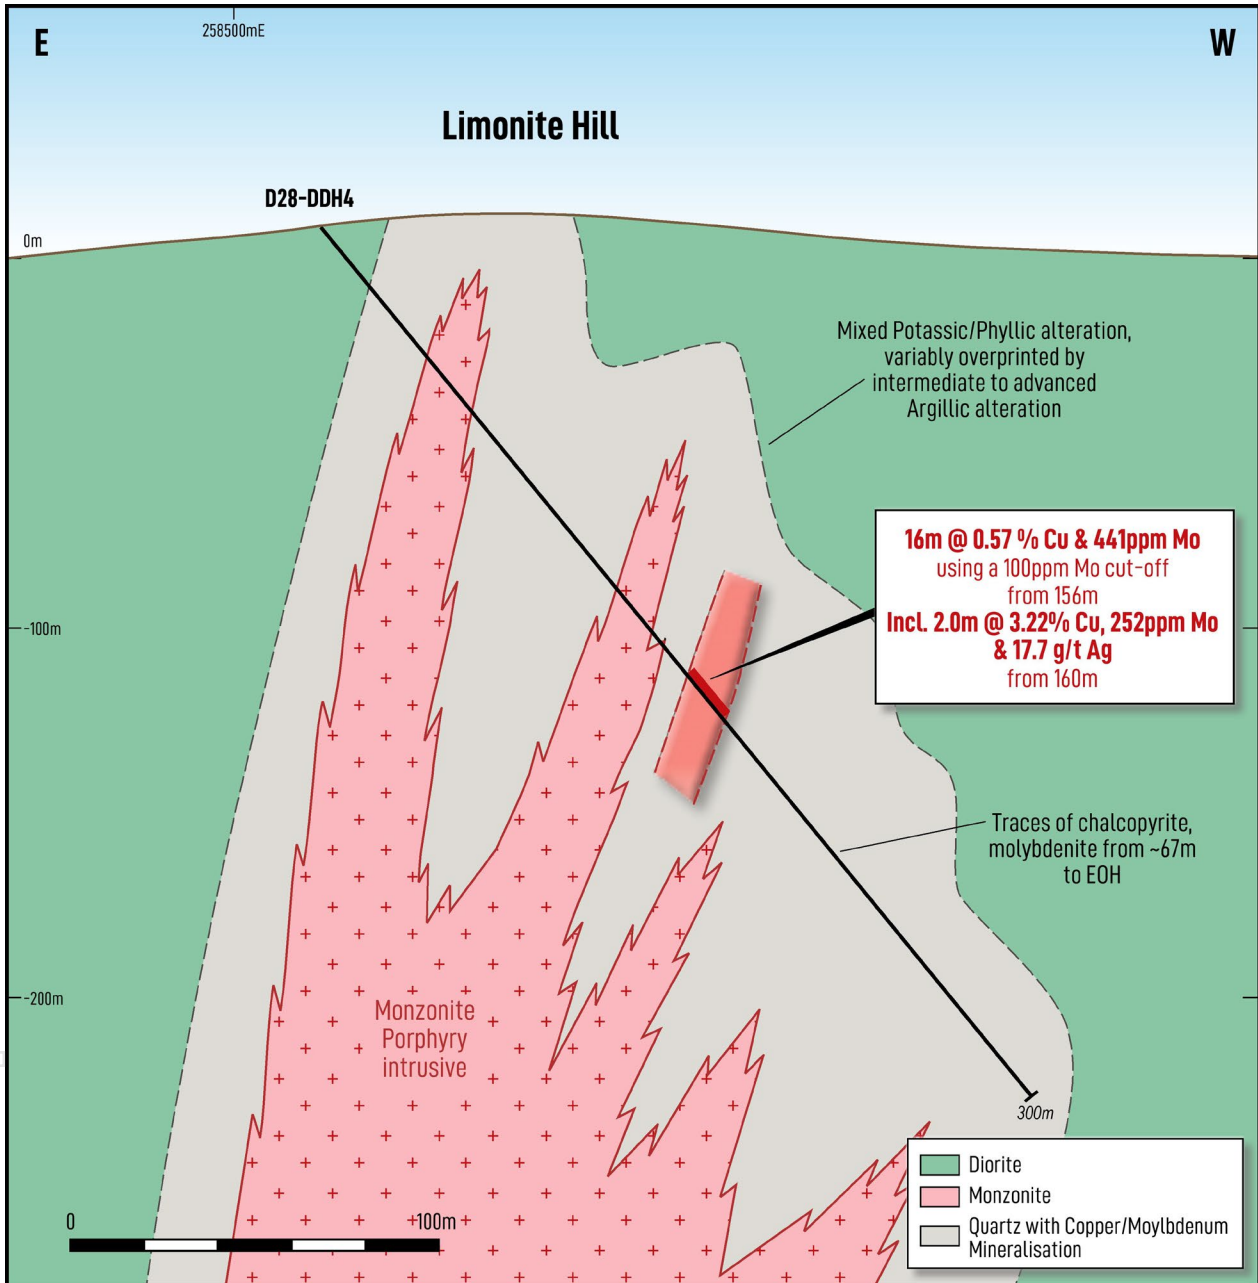 E
258500mE
W
Limonite Hill
D28-DDH4
0m
Mixed Potassic/Phyllic alteration,
variably overprinted by
intermediate to advanced
Argillic alteration
16m @ 0.57 % Cu & 441ppm Mo
using a 100ppm Mo cut-off
from 156m
Incl. 2.0m @ 3.22% Cu, 252ppm Mo
& 17.7 g/t Ag
from 160m
-100m
Traces of chalcopyrite,
molybdenite from ~67m
to EOH
-200m
Monzonite
Porphyry
intrusive
300m
Diorite
Monzonite
Quartz with Copper/Moylbdenum
Mineralisation
0
100m